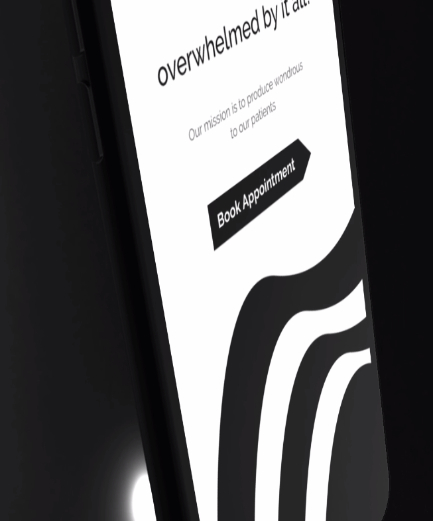 overwhelmed by it all.
Our mission is to produce wondrous
to our patients
Book Appointment